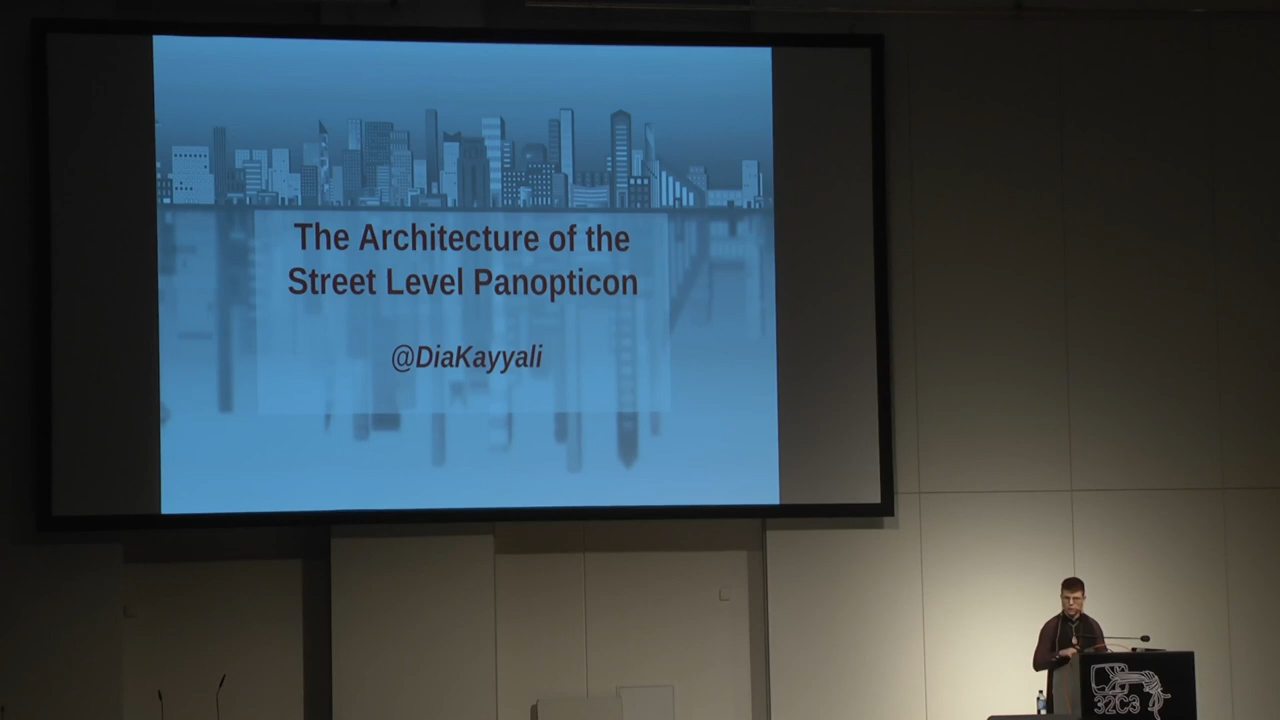 The Architecture of the
Street Level Panopticon
@DiaKayyali
32C3